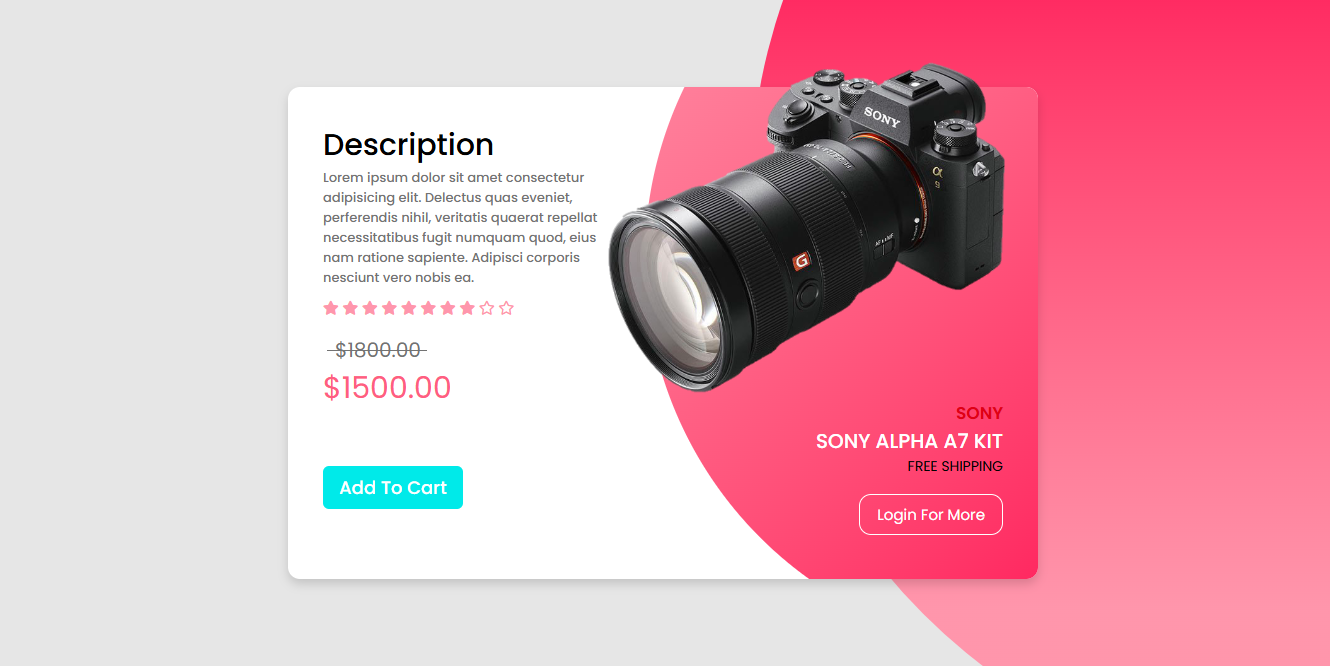 Description
Lorem ipsum dolor sit amet consectetur
adipisicing elit. Delectus quas eveniet,
perferendis nihil, veritatis quaerat repellat
necessitatibus fugit numquam quod, eius
nam ratione sapiente. Adipisci corporis
nesciunt vero nobis ea.
$1800.00
$1500.00
Add To Cart
SONY
α
9
G
SONY
SONY ALPHA A7 KIT
FREE SHIPPING
Login For More